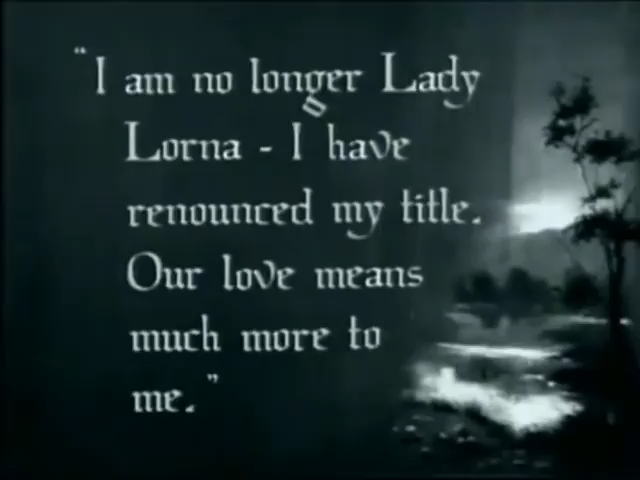 "I am no longer Lady
Lorna - I have
renounced my title.
Our love means
much more to
me."